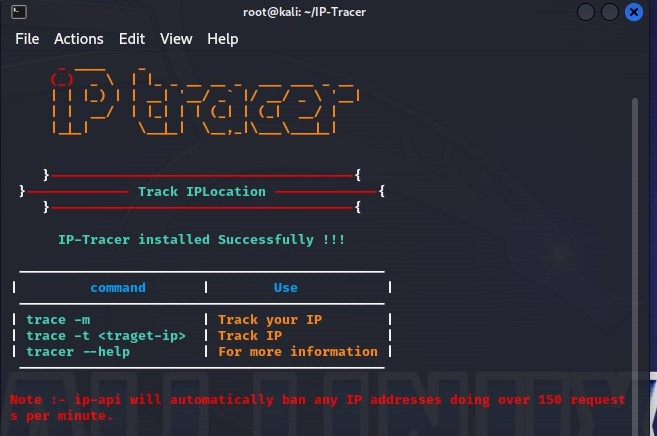 root@kali: ~/IP-Tracer
File Actions Edit View Help
ip tracer
}─────────────────────────────{
}───────────── Track IPLocation ─────────────{
}─────────────────────────────{
IP-Tracer installed Successfully !!!
| command | Use |
| trace -m | Track your IP |
| trace -t <traget-ip> | Track IP |
| tracer --help | For more information |
Note :- ip-api will automatically ban any IP addresses doing over 150 request
s per minute.